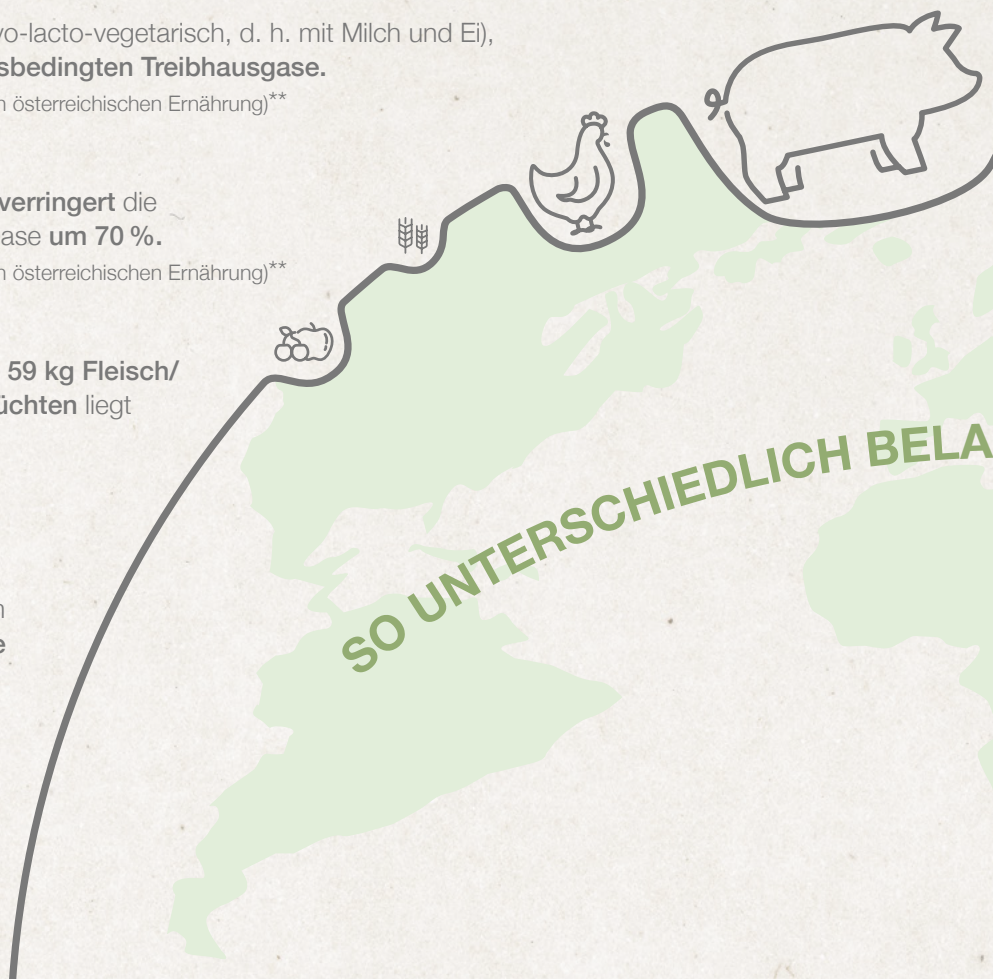 vo-lacto-vegetarisch, d. h. mit Milch und Ei),
sbedingten Treibhausgase.
n österreichischen Ernährung)**
verringert die
ase um 70 %.
n österreichischen Ernährung)**
59 kg Fleisch/
üchten liegt
SO UNTERSCHIEDLICH BELA
n
e